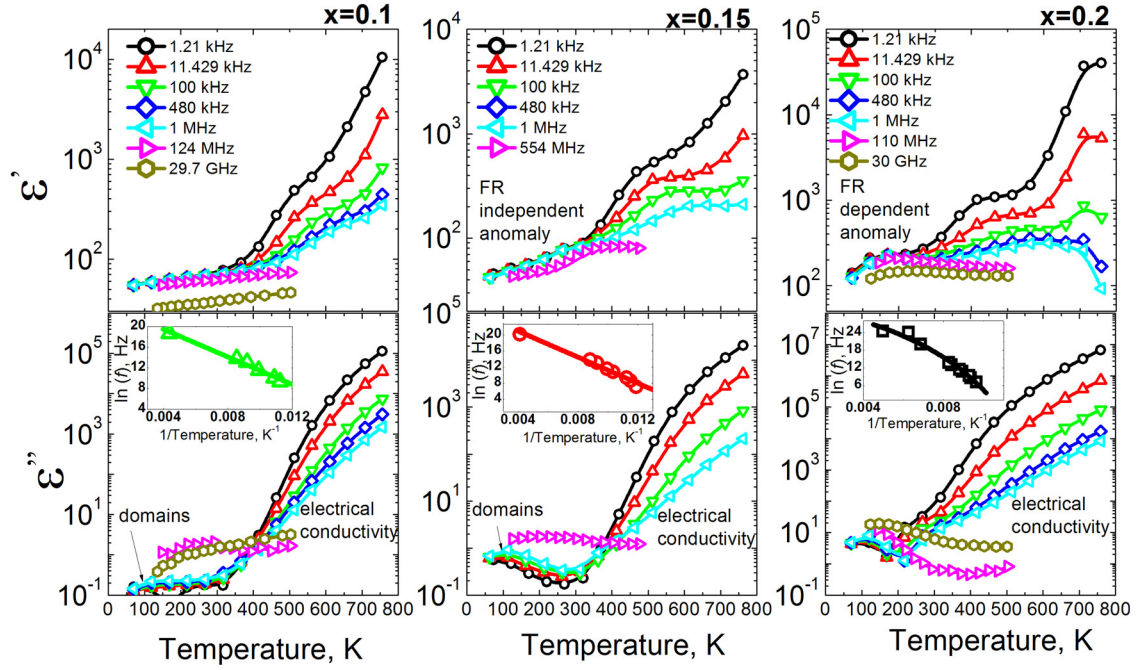 x=0.1
x=0.15
x=0.2
ε'
10^4
10^3
10^2
1.21 kHz
11.429 kHz
100 kHz
480 kHz
1 MHz
124 MHz
29.7 GHz
10^4
10^3
10^2
10^5
1.21 kHz
11.429 kHz
100 kHz
1 MHz
554 MHz
FR
independent
anomaly
10^5
10^4
10^3
10^2
1.21 kHz
11.429 kHz
100 kHz
480 kHz
1 MHz
110 MHz
30 GHz
FR
dependent
anomaly
ε''
10^5
10^3
10^1
10^-1
20
16
12
8
4
ln (f), Hz
0.004 0.008 0.012
1/Temperature, K^-1
domains
electrical
conductivity
0 100 200 300 400 500 600 700 800
Temperature, K
10^4
10^3
10^2
10^1
10^0
10^-1
20
16
12
8
4
ln (f), Hz
0.004 0.008 0.012
1/Temperature, K^-1
domains
electrical
conductivity
0 100 200 300 400 500 600 700 800
Temperature, K
10^7
10^5
10^3
10^1
10^-1
24
20
16
12
8
4
ln (f), Hz
0.004 0.008
1/Temperature, K^-1
electrical
conductivity
0 100 200 300 400 500 600 700 800
Temperature, K